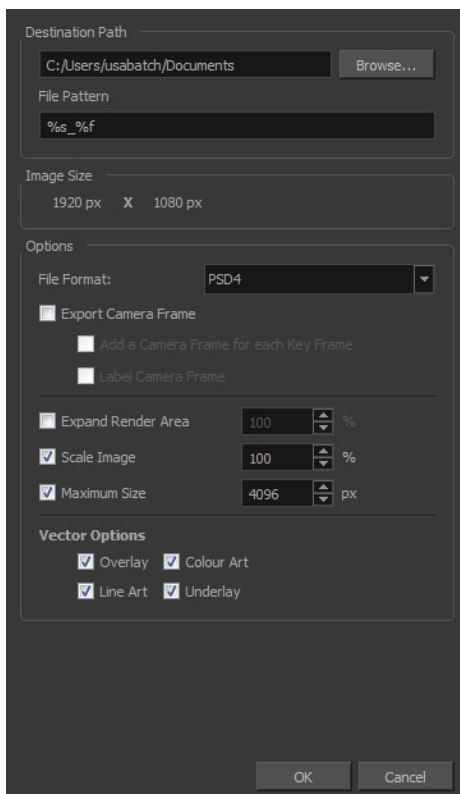 Destination Path
C:/Users/usabatch/Documents Browse...
File Pattern
%s_%f
Image Size
1920 px X 1080 px
Options
File Format: PSD4
Export Camera Frame
Add a Camera Frame for each Key Frame
Label Camera Frame
Expand Render Area 100 %
Scale Image 100 %
Maximum Size 4096 px
Vector Options
Overlay Colour Art
Line Art Underlay
OK Cancel